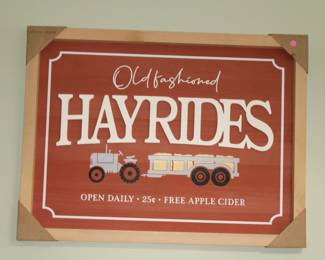 Old fashioned
HAYRIDES
OPEN DAILY • 25¢ • FREE APPLE CIDER